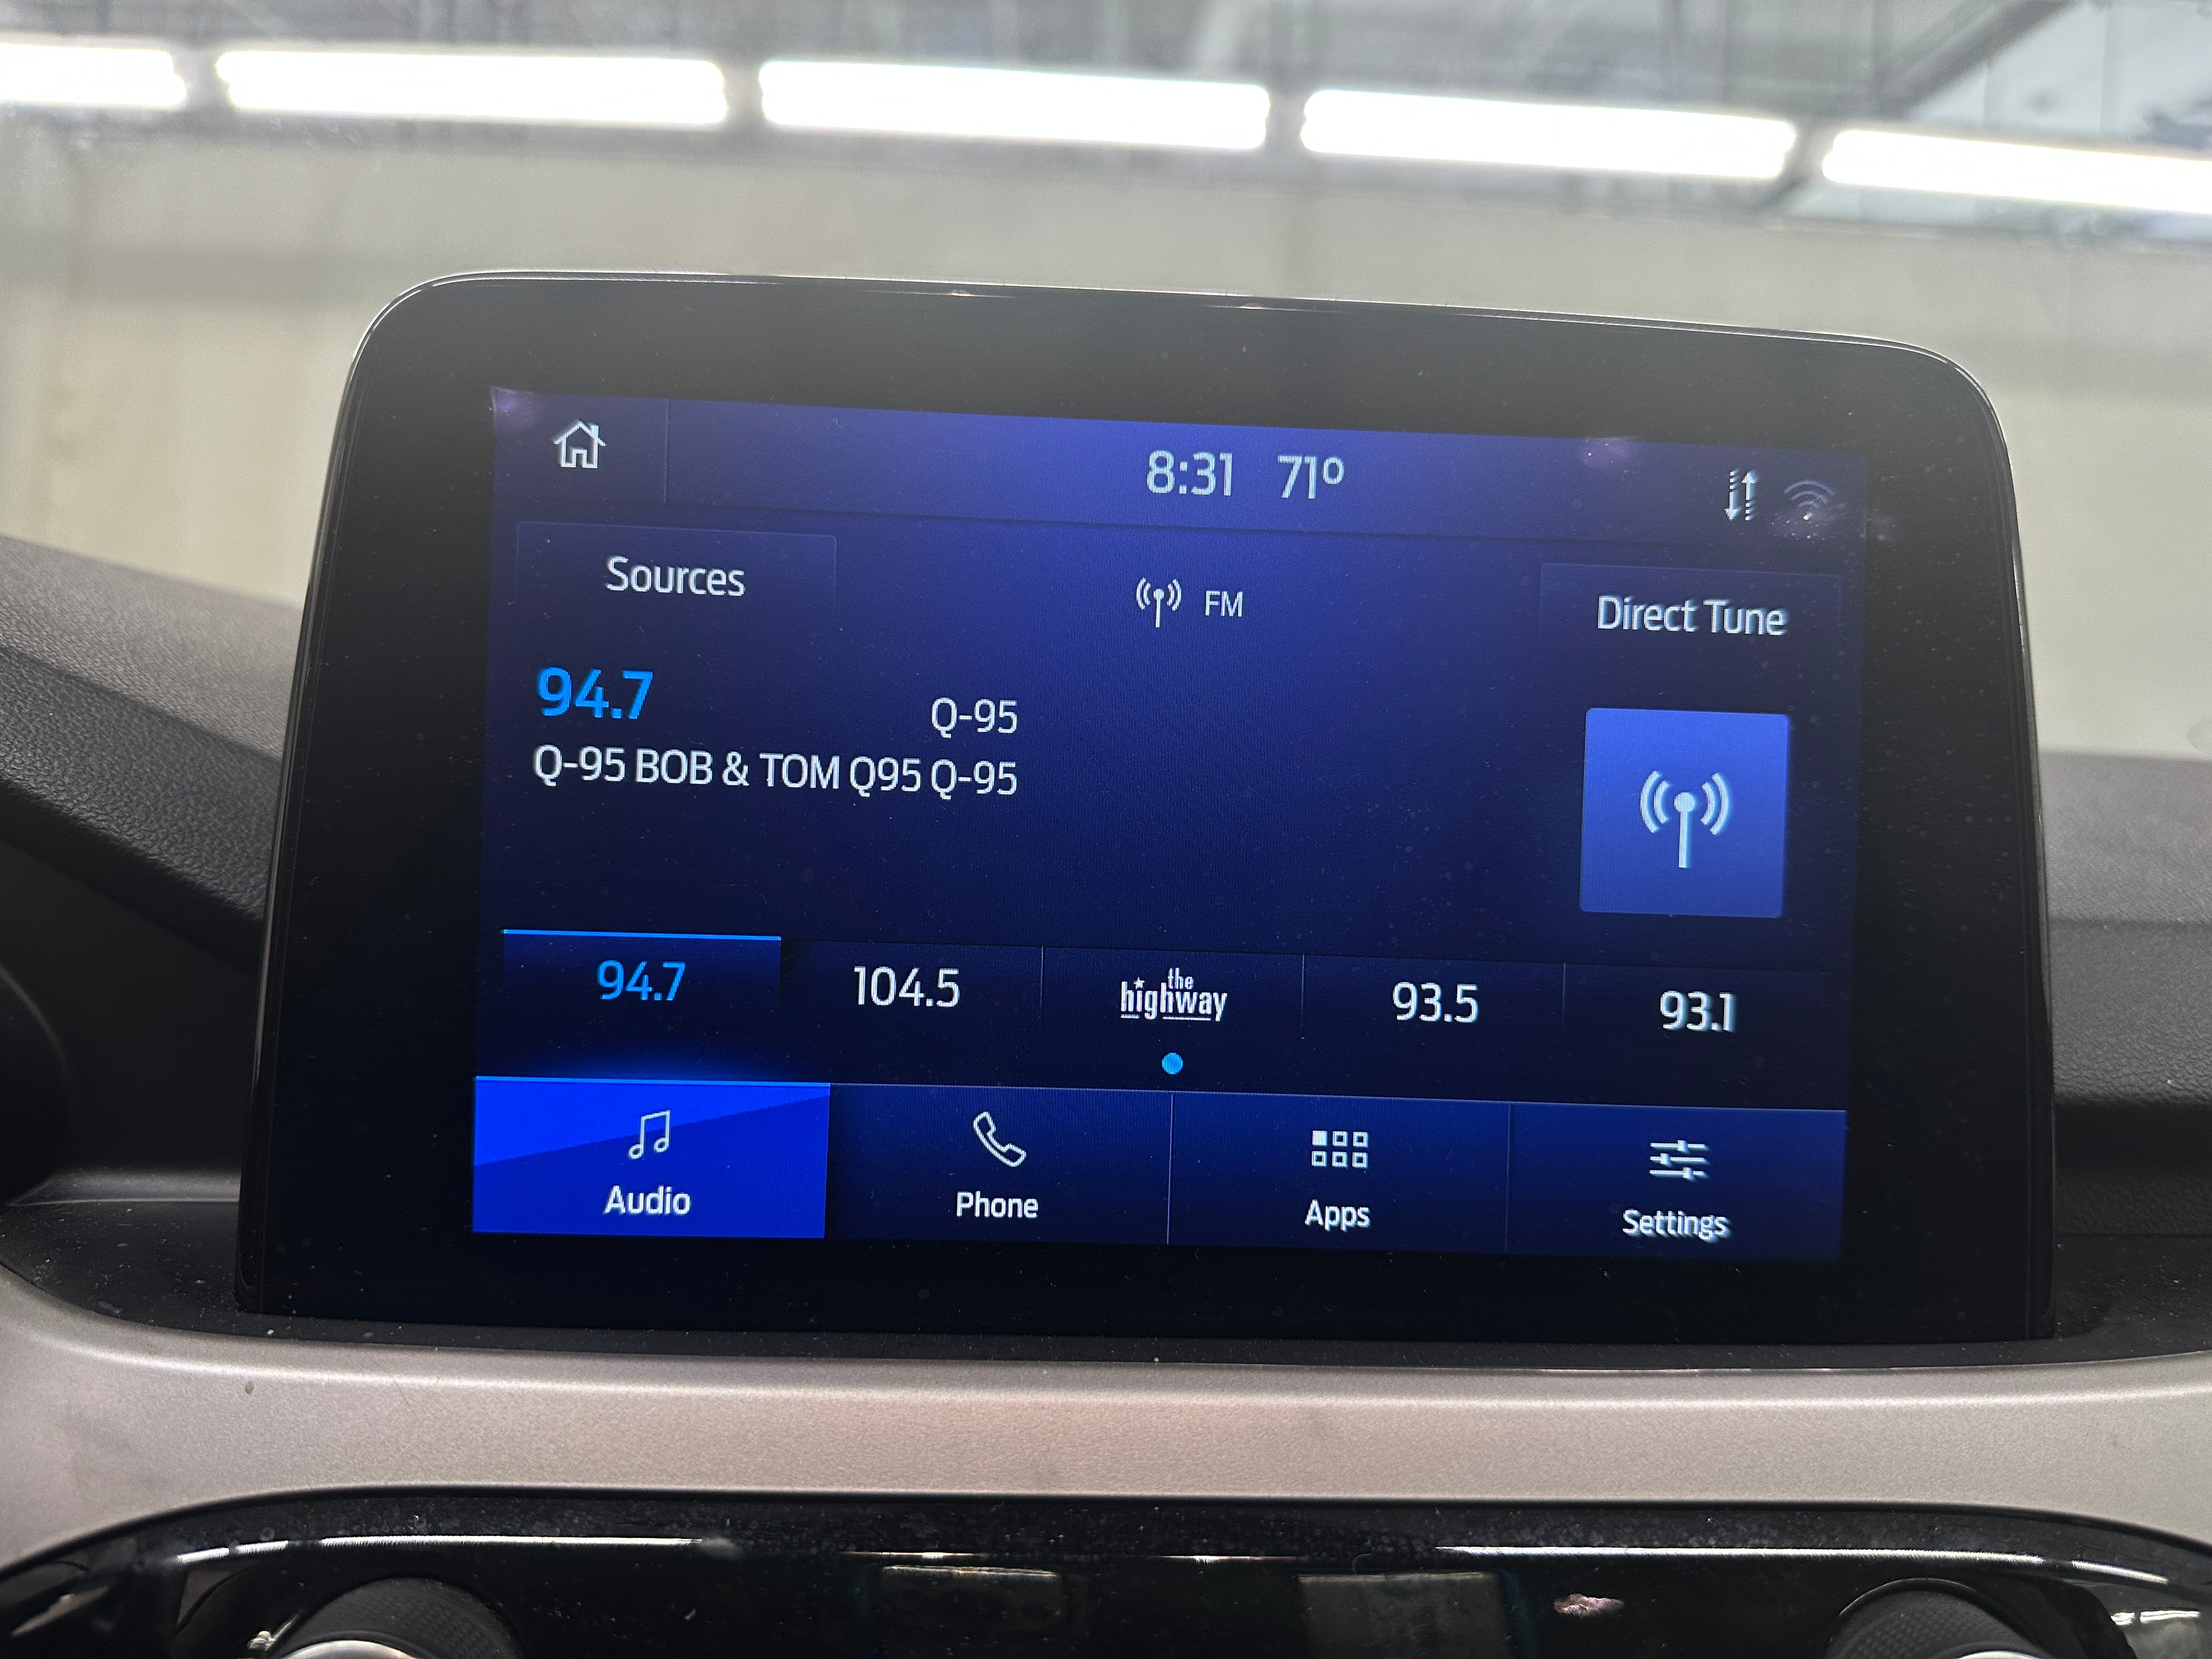 8:31 71°
Sources
FM
Direct Tune
94.7
Q-95
Q-95 BOB & TOM Q95 Q-95
94.7
104.5
the highway
93.5
93.1
Audio
Phone
Apps
Settings